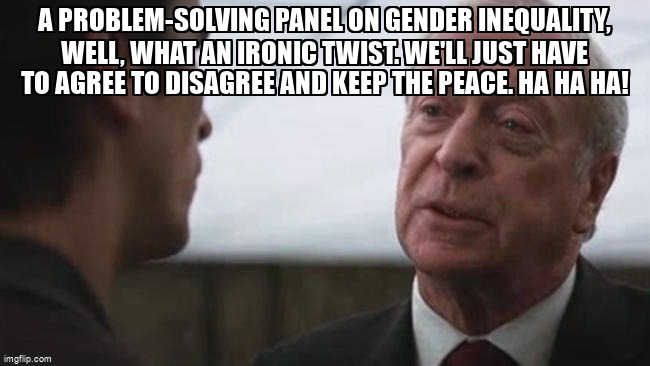 A PROBLEM-SOLVING PANEL ON GENDER INEQUALITY,
WELL, WHAT AN IRONIC TWIST. WE'LL JUST HAVE
TO AGREE TO DISAGREE AND KEEP THE PEACE. HA HA HA!
imgflip.com